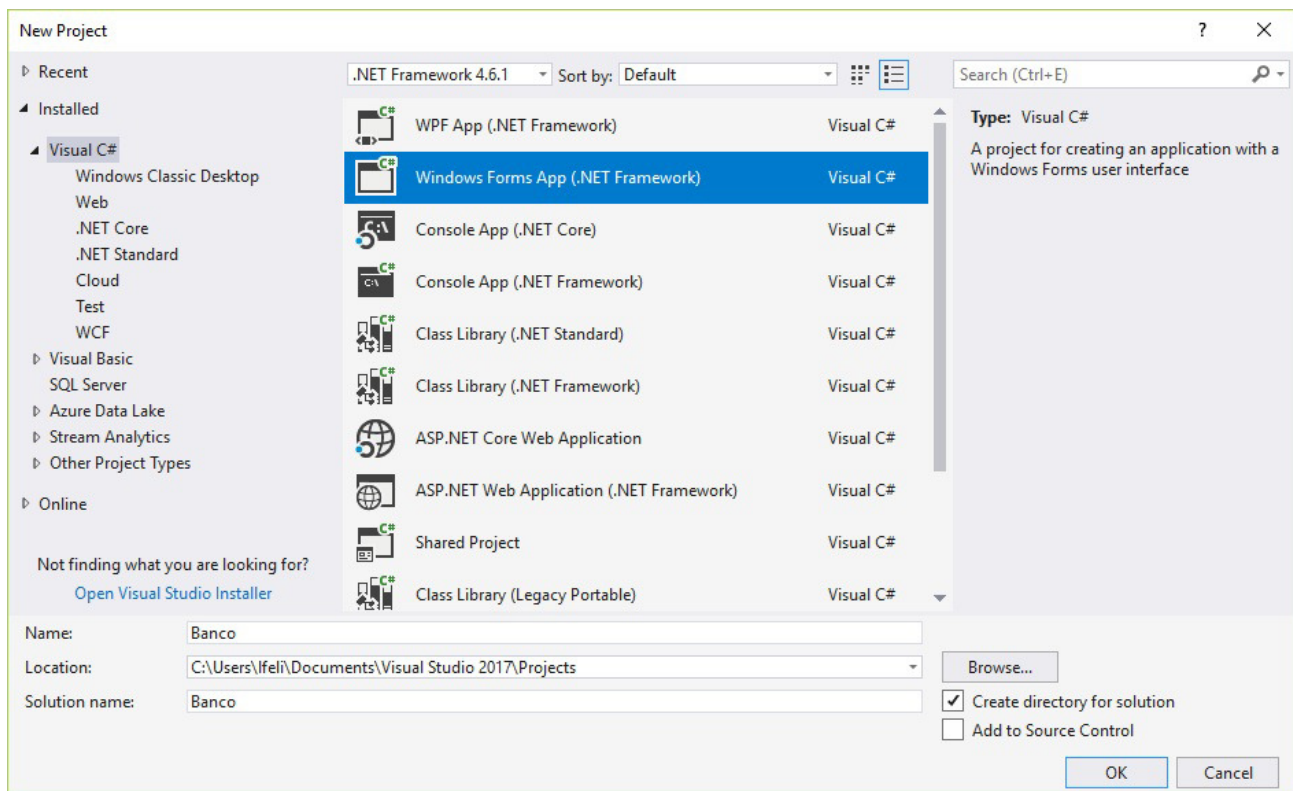 New Project
?
Recent
Installed
Visual C#
Windows Classic Desktop
Web
.NET Core
.NET Standard
Cloud
Test
WCF
Visual Basic
SQL Server
Azure Data Lake
Stream Analytics
Other Project Types
Online
Not finding what you are looking for?
Open Visual Studio Installer
.NET Framework 4.6.1
Sort by: Default
WPF App (.NET Framework) Visual C#
Windows Forms App (.NET Framework) Visual C#
Console App (.NET Core) Visual C#
Console App (.NET Framework) Visual C#
Class Library (.NET Standard) Visual C#
Class Library (.NET Framework) Visual C#
ASP.NET Core Web Application Visual C#
ASP.NET Web Application (.NET Framework) Visual C#
Shared Project Visual C#
Class Library (Legacy Portable) Visual C#
Search (Ctrl+E)
Type: Visual C#
A project for creating an application with a
Windows Forms user interface
Name: Banco
Location: C:\Users\lfeli\Documents\Visual Studio 2017\Projects
Browse...
Solution name: Banco
Create directory for solution
Add to Source Control
OK
Cancel